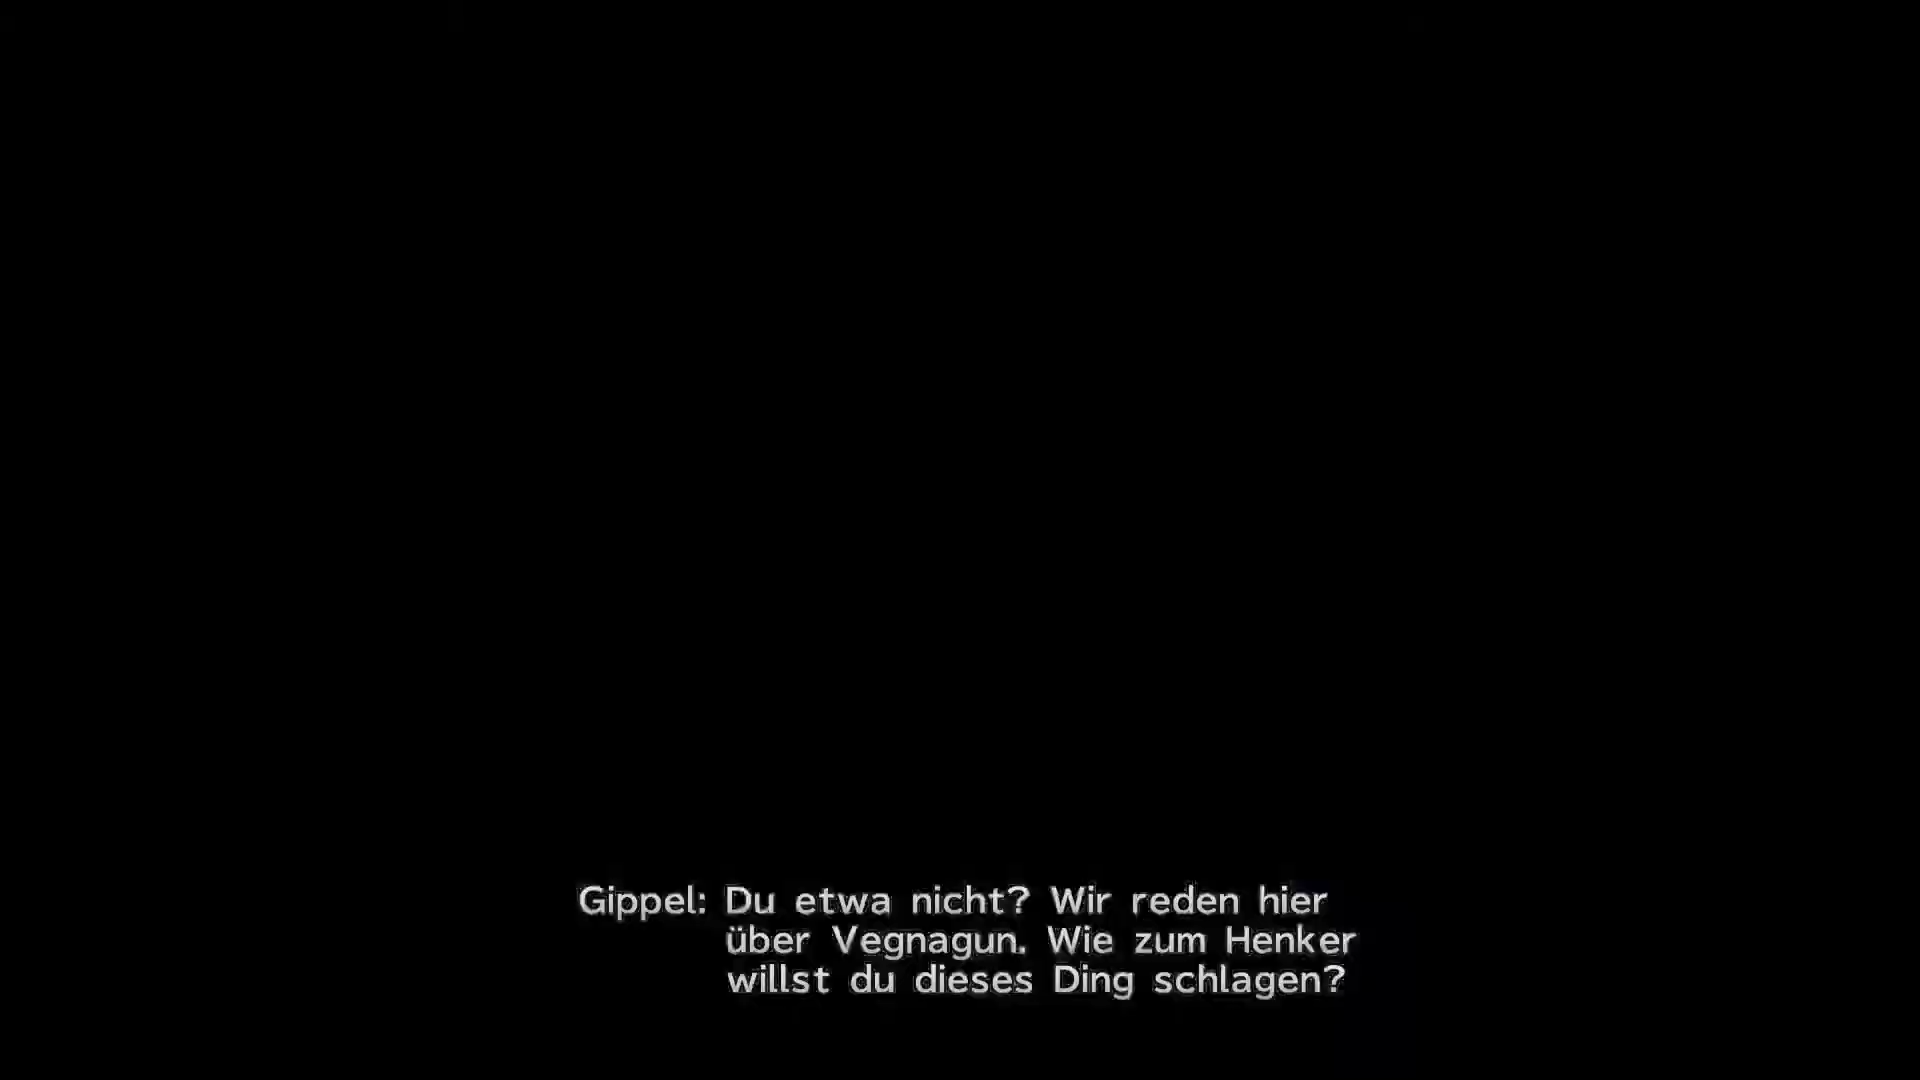 Gippel: Du etwa nicht? Wir reden hier
über Vegnagun. Wie zum Henker
willst du dieses Ding schlagen?